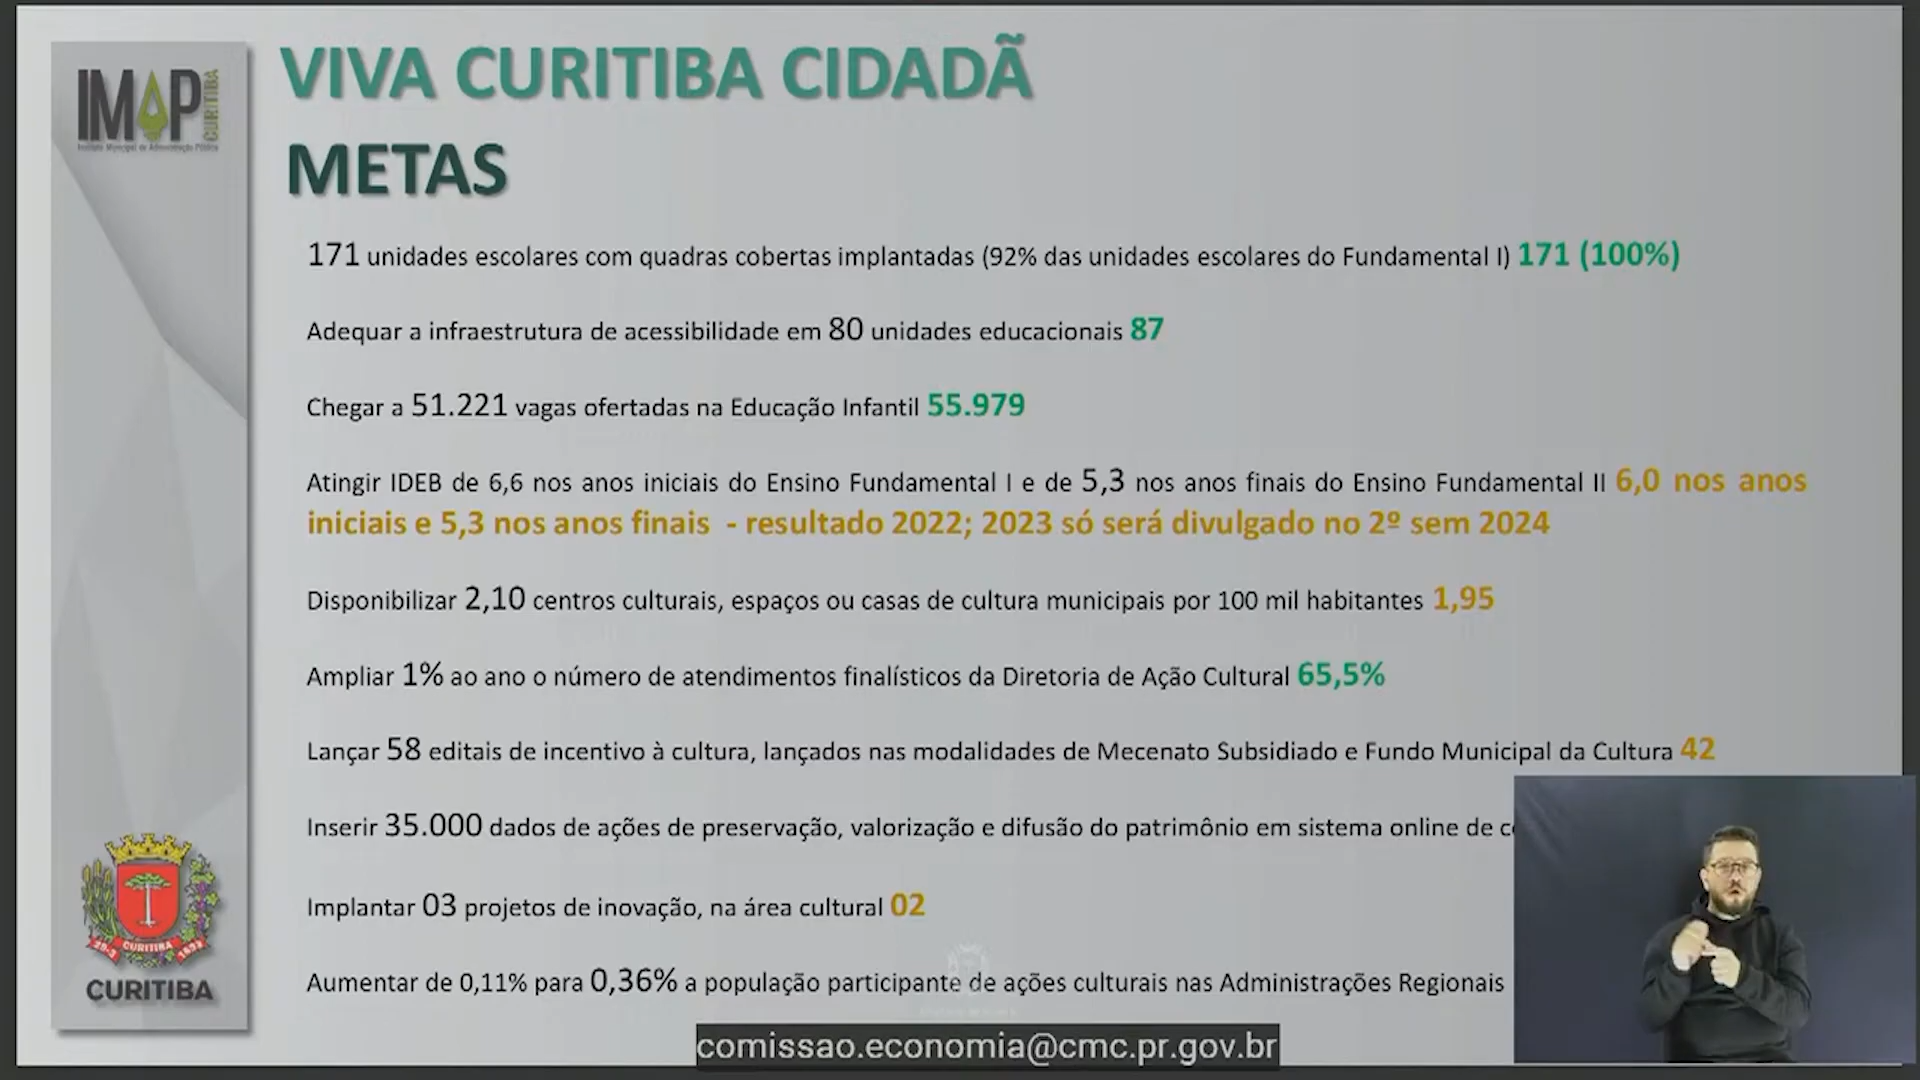 IMAP CURITIBA
Instituto Municipal de Administração Pública
VIVA CURITIBA CIDADÃ
METAS
171 unidades escolares com quadras cobertas implantadas (92% das unidades escolares do Fundamental I) 171 (100%)
Adequar a infraestrutura de acessibilidade em 80 unidades educacionais 87
Chegar a 51.221 vagas ofertadas na Educação Infantil 55.979
Atingir IDEB de 6,6 nos anos iniciais do Ensino Fundamental I e de 5,3 nos anos finais do Ensino Fundamental II 6,0 nos anos
iniciais e 5,3 nos anos finais - resultado 2022; 2023 só será divulgado no 2º sem 2024
Disponibilizar 2,10 centros culturais, espaços ou casas de cultura municipais por 100 mil habitantes 1,95
Ampliar 1% ao ano o número de atendimentos finalísticos da Diretoria de Ação Cultural 65,5%
Lançar 58 editais de incentivo à cultura, lançados nas modalidades de Mecenato Subsidiado e Fundo Municipal da Cultura 42
Inserir 35.000 dados de ações de preservação, valorização e difusão do patrimônio em sistema online de
Implantar 03 projetos de inovação, na área cultural 02
Aumentar de 0,11% para 0,36% a população participante de ações culturais nas Administrações Regionais
29-3 CURITIBA 1693
CURITIBA
comissao.economia@cmc.pr.gov.br